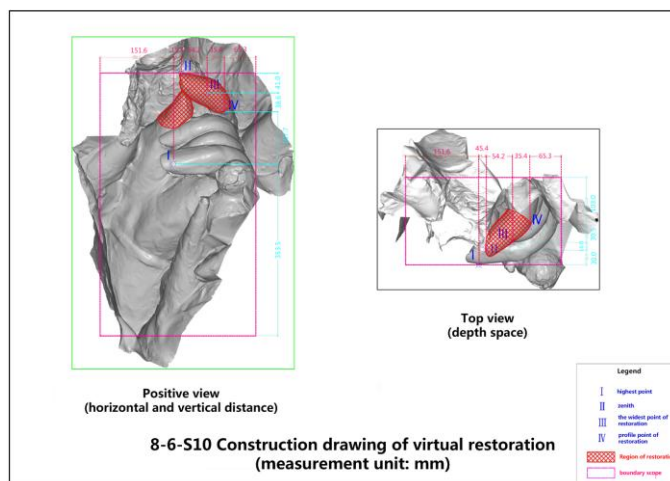 151.6
II
III
IV
I
Positive view
(horizontal and vertical distance)
151.6
45.4
54.2
35.4
65.3
I
II
III
IV
Top view
(depth space)
8-6-S10 Construction drawing of virtual restoration
(measurement unit: mm)
Legend
I highest point
II zenith
III the widest point of
restoration
IV profile point of
restoration
Region of restoratio
boundary scope